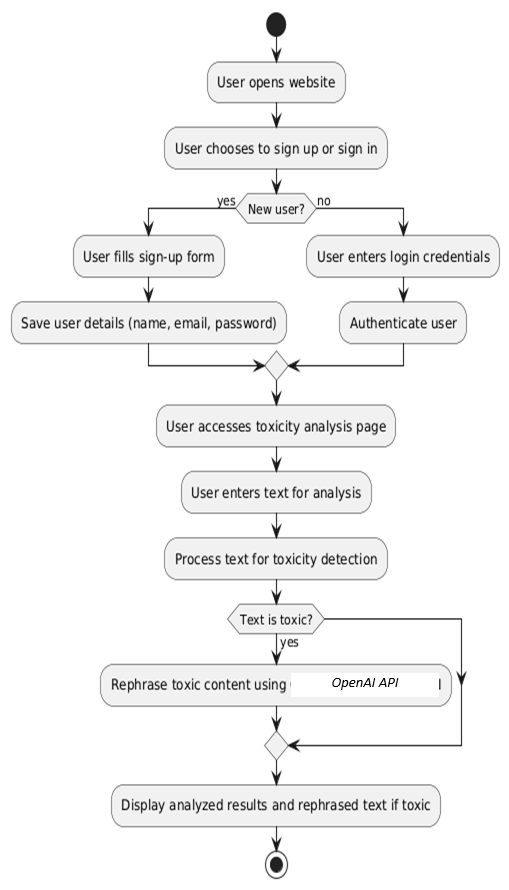 User opens website
User chooses to sign up or sign in
yes
New user?
no
User fills sign-up form
User enters login credentials
Save user details (name, email, password)
Authenticate user
User accesses toxicity analysis page
User enters text for analysis
Process text for toxicity detection
Text is toxic?
yes
Rephrase toxic content using OpenAI API
Display analyzed results and rephrased text if toxic